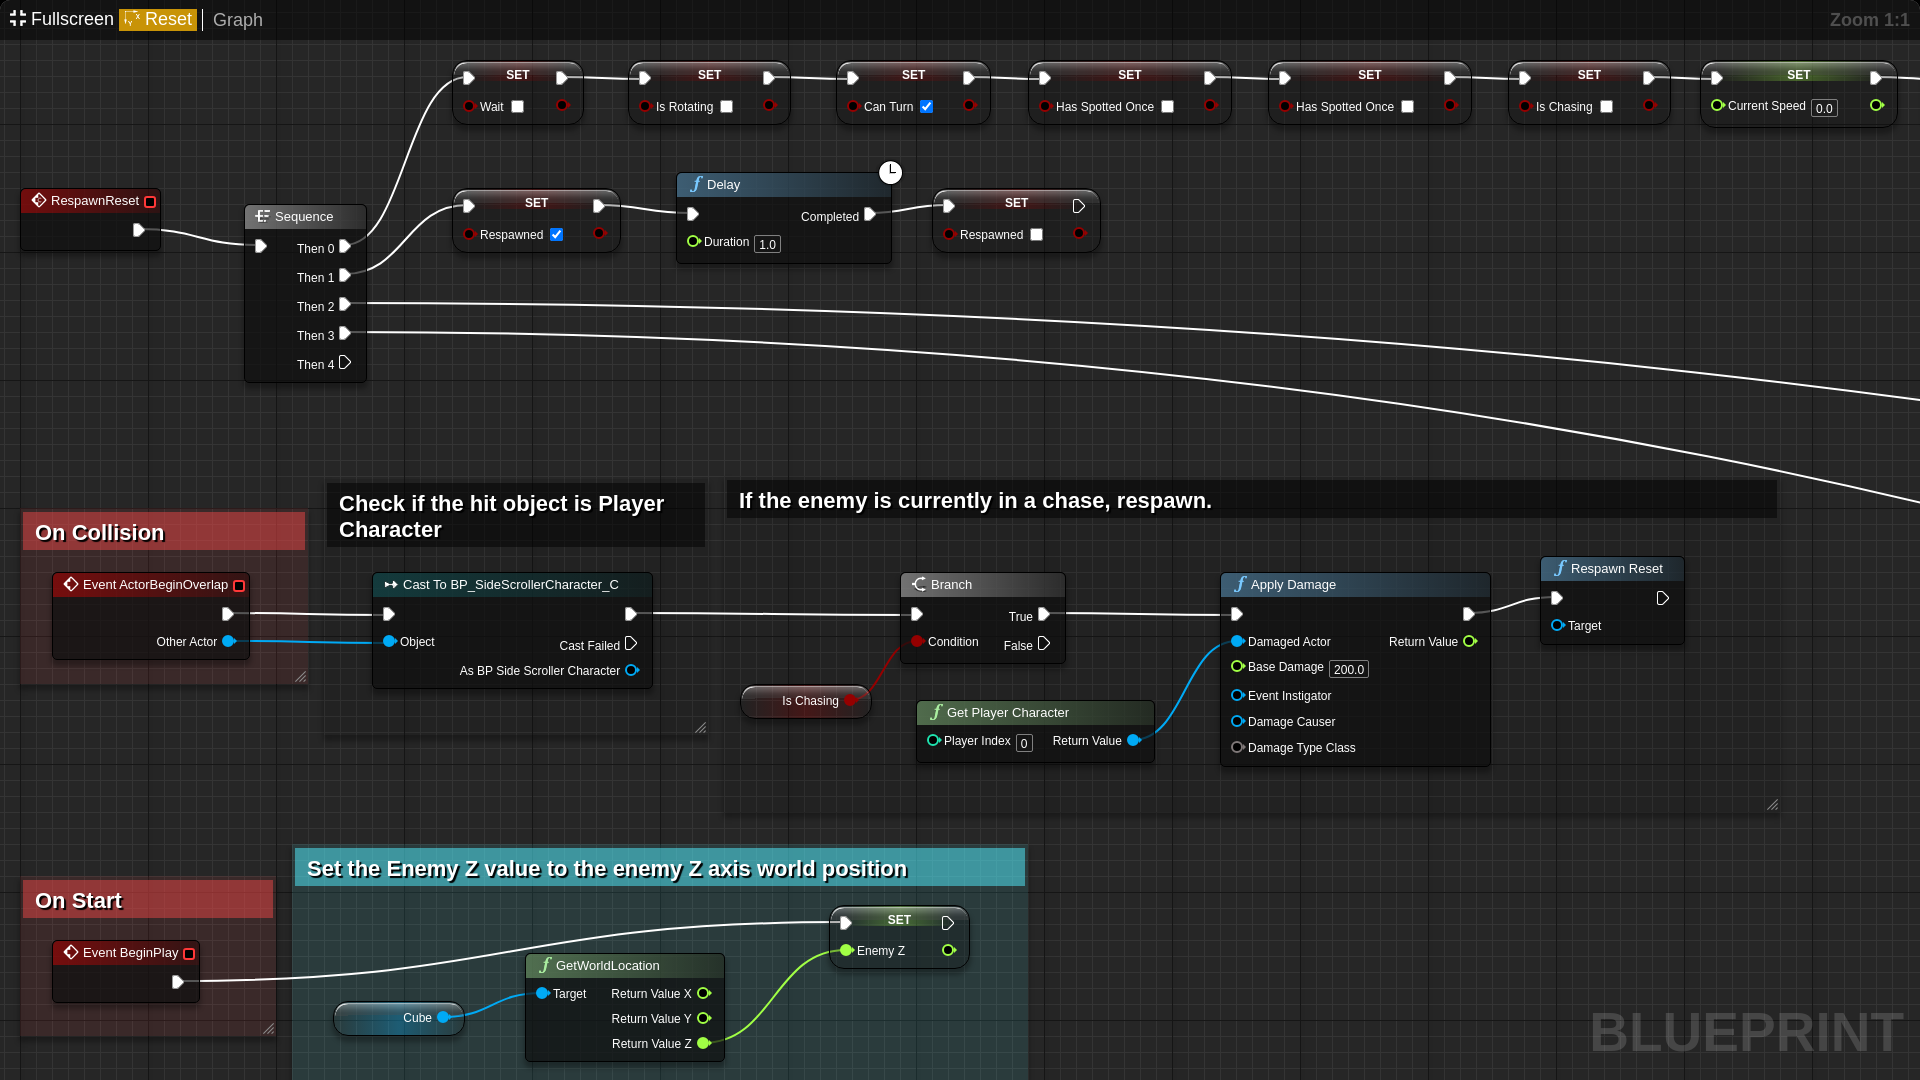 Fullscreen Reset Graph
Zoom 1:1
SET
Wait
SET
Is Rotating
SET
Can Turn
SET
Has Spotted Once
SET
Has Spotted Once
SET
Is Chasing
SET
Current Speed 0.0
RespawnReset
Sequence
Then 0
Then 1
Then 2
Then 3
Then 4
SET
Respawned
Delay
Completed
Duration 1.0
SET
Respawned
On Collision
Event ActorBeginOverlap
Other Actor
Check if the hit object is Player
Character
Cast To BP_SideScrollerCharacter_C
Object
Cast Failed
As BP Side Scroller Character
If the enemy is currently in a chase, respawn.
Branch
True
Condition
False
Is Chasing
Get Player Character
Player Index 0 Return Value
Apply Damage
Damaged Actor Return Value
Base Damage 200.0
Event Instigator
Damage Causer
Damage Type Class
Respawn Reset
Target
On Start
Event BeginPlay
Set the Enemy Z value to the enemy Z axis world position
SET
Enemy Z
GetWorldLocation
Target Return Value X
Return Value Y
Return Value Z
Cube
BLUEPRINT